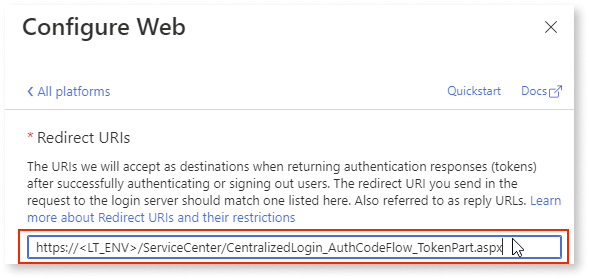 Configure Web
All platforms
Quickstart Docs
* Redirect URIs
The URIs we will accept as destinations when returning authentication responses (tokens)
after successfully authenticating or signing out users. The redirect URI you send in the
request to the login server should match one listed here. Also referred to as reply URLs. Learn
more about Redirect URIs and their restrictions
https://<LT_ENV>/ServiceCenter/CentralizedLogin_AuthCodeFlow_TokenPart.aspx